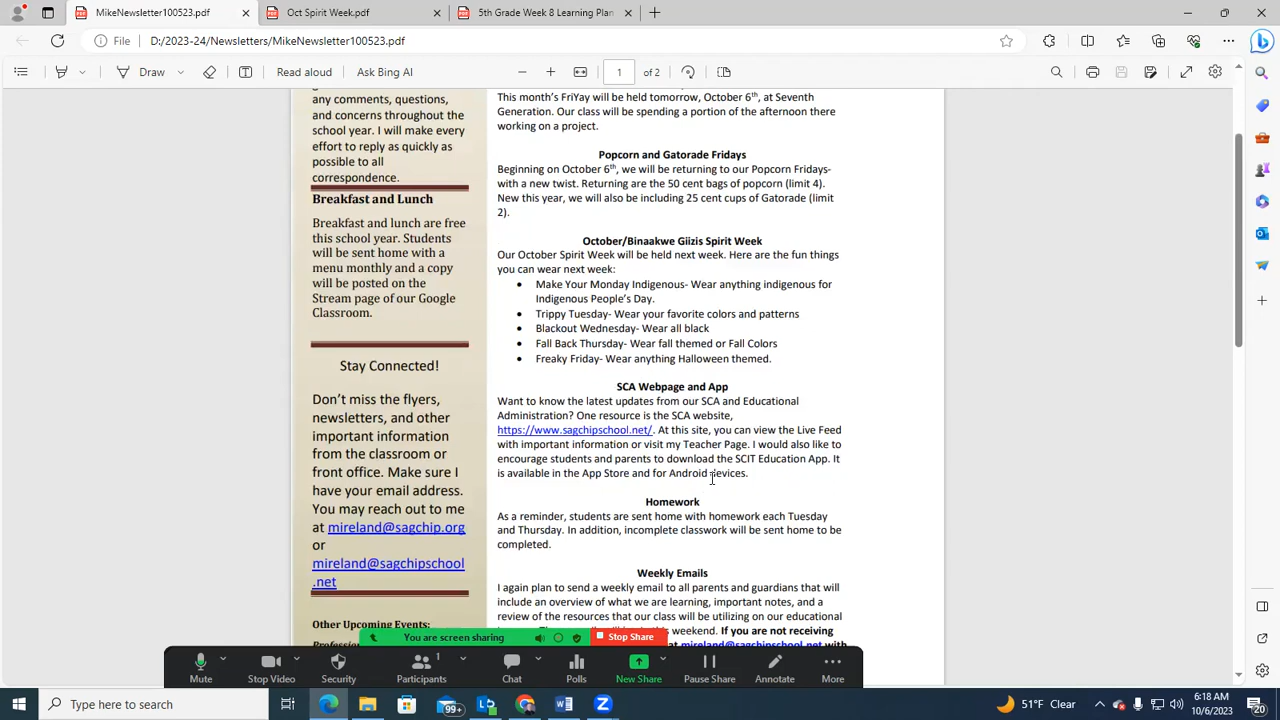 MikeNewsletter100523.pdf
Oct Spirit Week.pdf
5th Grade Week 8 Learning Plan
File
D:/2023-24/Newsletters/MikeNewsletter100523.pdf
Draw
Read aloud
Ask Bing AI
1 of 2
any comments, questions,
and concerns throughout the
school year. I will make every
effort to reply as quickly as
possible to all
correspondence.
Breakfast and Lunch
Breakfast and lunch are free
this school year. Students
will be sent home with a
menu monthly and a copy
will be posted on the
Stream page of our Google
Classroom.
Stay Connected!
Don't miss the flyers,
newsletters, and other
important information
from the classroom or
front office. Make sure I
have your email address.
You may reach out to me
at mireland@sagchip.org
or
mireland@sagchipschool
.net
Other Upcoming Events:
This month's FriYay will be held tomorrow, October 6th, at Seventh
Generation. Our class will be spending a portion of the afternoon there
working on a project.
Popcorn and Gatorade Fridays
Beginning on October 6th, we will be returning to our Popcorn Fridays-
with a new twist. Returning are the 50 cent bags of popcorn (limit 4).
New this year, we will also be including 25 cent cups of Gatorade (limit
2).
October/Binaakwe Giizis Spirit Week
Our October Spirit Week will be held next week. Here are the fun things
you can wear next week:
• Make Your Monday Indigenous- Wear anything indigenous for
Indigenous People's Day.
• Trippy Tuesday- Wear your favorite colors and patterns
• Blackout Wednesday- Wear all black
• Fall Back Thursday- Wear fall themed or Fall Colors
• Freaky Friday- Wear anything Halloween themed.
SCA Webpage and App
Want to know the latest updates from our SCA and Educational
Administration? One resource is the SCA website,
https://www.sagchipschool.net/. At this site, you can view the Live Feed
with important information or visit my Teacher Page. I would also like to
encourage students and parents to download the SCIT Education App. It
is available in the App Store and for Android devices.
Homework
As a reminder, students are sent home with homework each Tuesday
and Thursday. In addition, incomplete classwork will be sent home to be
completed.
Weekly Emails
I again plan to send a weekly email to all parents and guardians that will
include an overview of what we are learning, important notes, and a
review of the resources that our class will be utilizing on our educational
weekend. If you are not receiving
at mireland@sagchipschool.net with
You are screen sharing
Stop Share
Mute
Stop Video
Security
Participants
1
Chat
Polls
New Share
Pause Share
Annotate
More
Type here to search
99+
51°F Clear
6:18 AM
10/6/2023
20